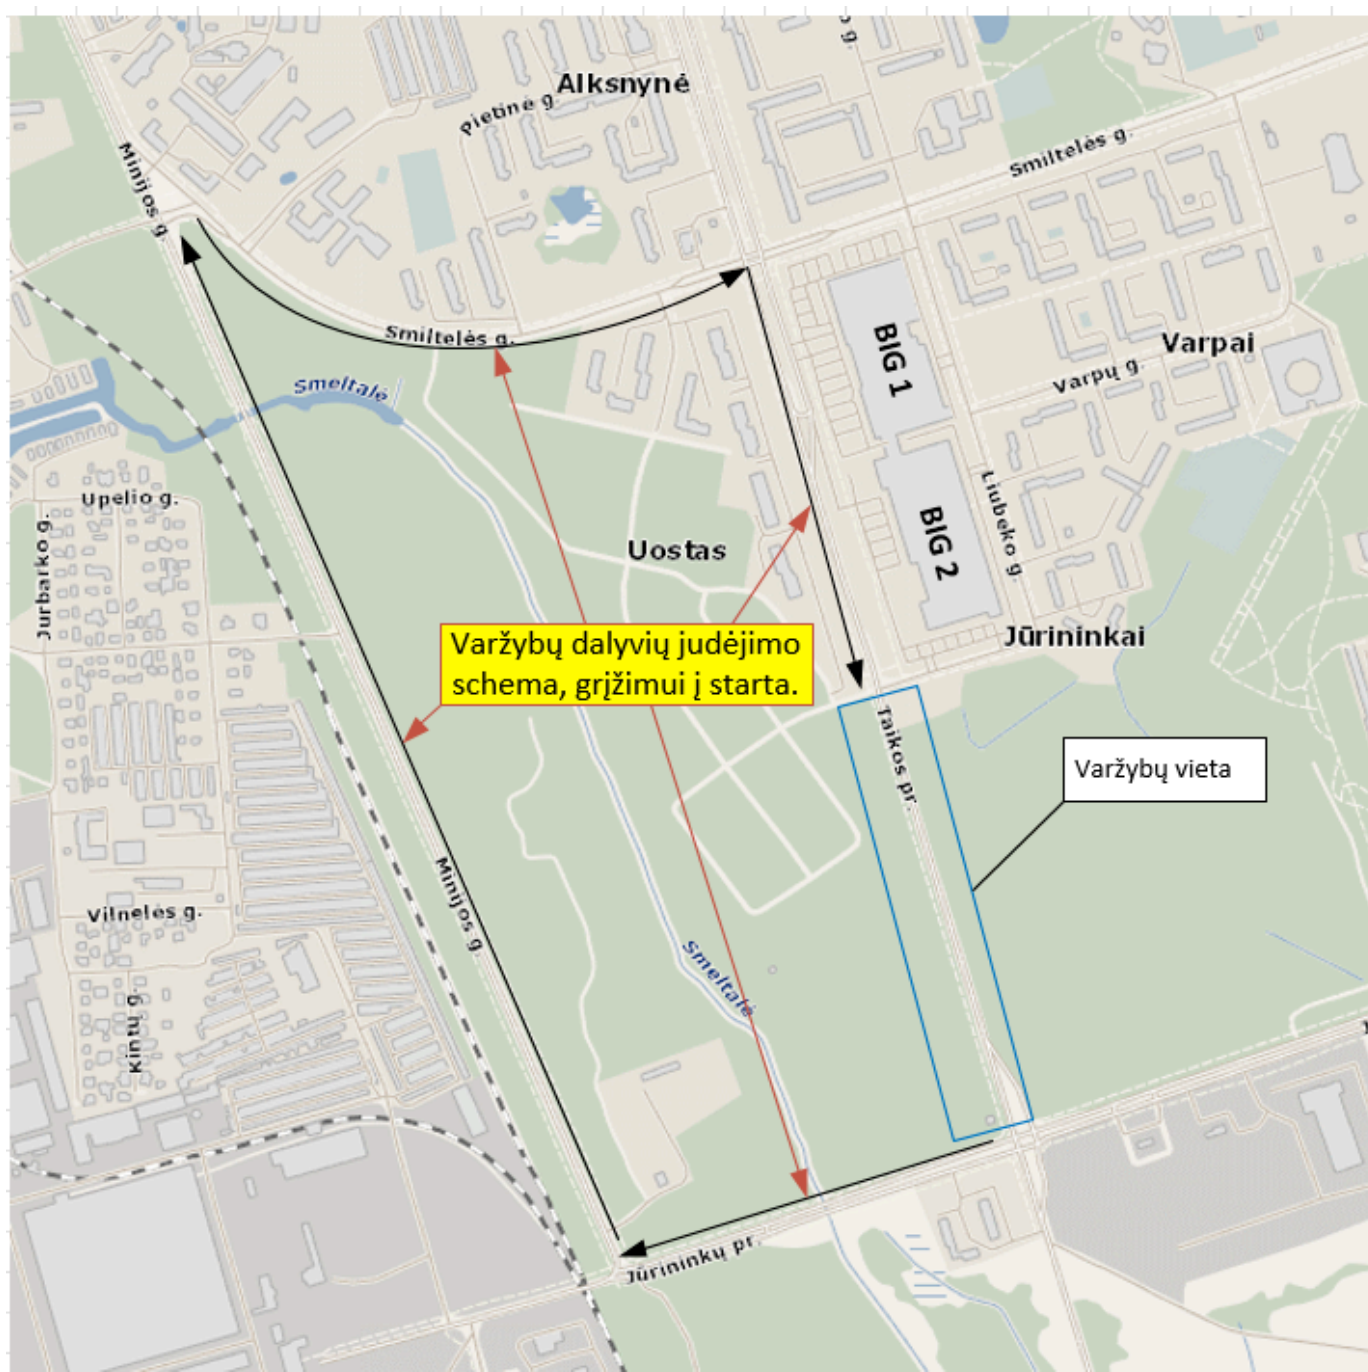 Alksnynė
Pietinė g.
Smiltelės g.
Minijos g.
Smiltelės g.
BIG 1
Varpai
Varpų g.
Smeltalė
Upelio g.
Jurbarko g.
Uostas
BIG 2
Liubeko g.
Jūrininkai
Varžybų dalyvių judėjimo
schema, grįžimui į starta.
Taikos pr.
Varžybų vieta
Minijos g.
Vilnelės g.
Smeltalė
Kintų g.
Jūrininkų pr.